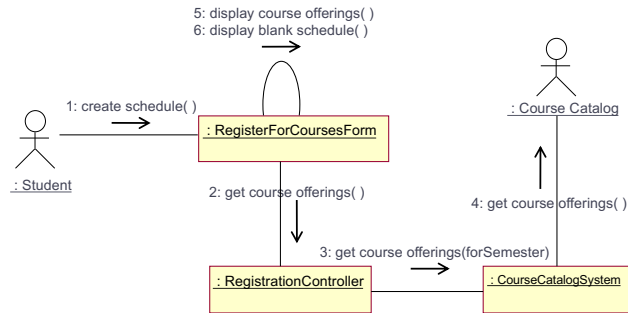 5: display course offerings( )
6: display blank schedule( )
: Course Catalog
1: create schedule( )
: RegisterForCoursesForm
: Student
2: get course offerings( )
4: get course offerings( )
3: get course offerings(forSemester)
: RegistrationController
: CourseCatalogSystem